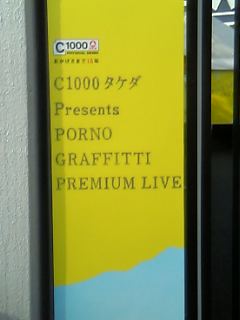 C1000
C1000タケダ
Presents
PORNO
GRAFFITTI
PREMIUM LIVE